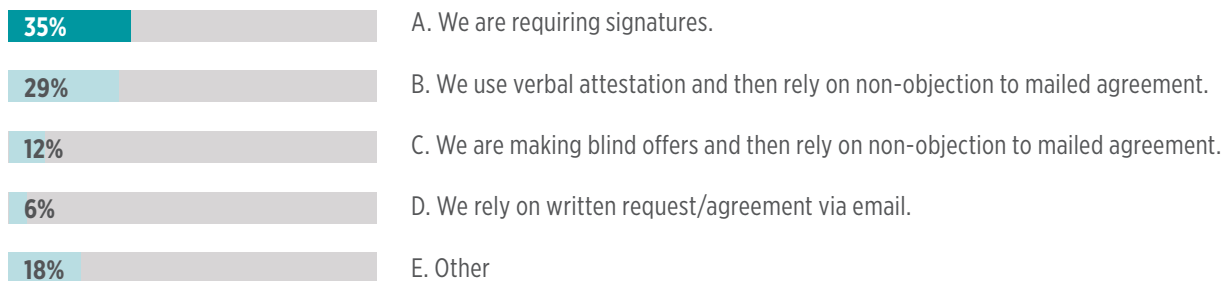 35% A. We are requiring signatures.
29% B. We use verbal attestation and then rely on non-objection to mailed agreement.
12% C. We are making blind offers and then rely on non-objection to mailed agreement.
6% D. We rely on written request/agreement via email.
18% E. Other